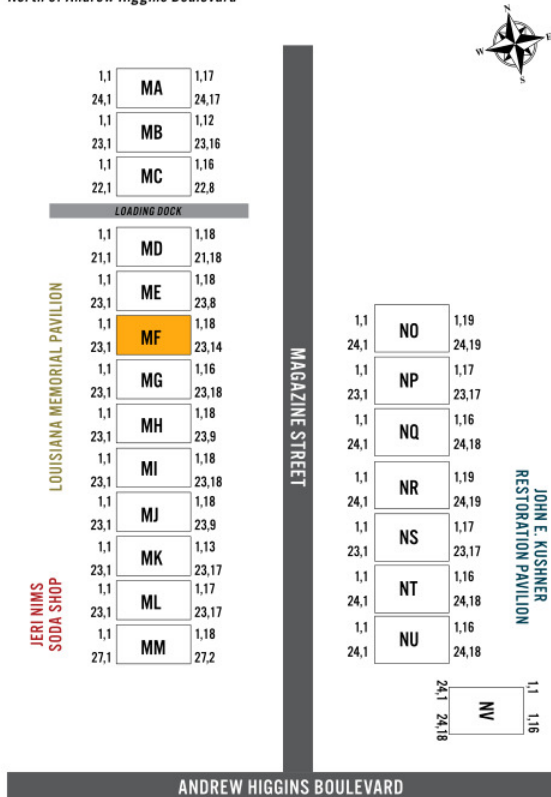 North of Andrew Higgins Boulevard
N
W E
S
1,1 MA 1,17
24,1 24,17
1,1 MB 1,12
23,1 23,16
1,1 MC 1,16
22,1 22,8
LOADING DOCK
1,1 MD 1,18
21,1 21,18
1,1 ME 1,18
23,1 23,8
1,1 MF 1,18
23,1 23,14
1,1 MG 1,16
23,1 23,18
1,1 MH 1,18
23,1 23,9
1,1 MI 1,18
23,1 23,18
1,1 MJ 1,18
23,1 23,9
1,1 MK 1,13
23,1 23,17
1,1 ML 1,17
23,1 23,17
1,1 MM 1,18
27,1 27,2
LOUISIANA MEMORIAL PAVILION
JERI NIMS
SODA SHOP
MAGAZINE STREET
1,1 NO 1,19
24,1 24,19
1,1 NP 1,17
23,1 23,17
1,1 NQ 1,16
24,1 24,18
1,1 NR 1,19
24,1 24,19
1,1 NS 1,17
23,1 23,17
1,1 NT 1,16
24,1 24,18
1,1 NU 1,16
24,1 24,18
JOHN E. KUSHNER
RESTORATION PAVILION
1,1 1,16
NV
24,1 24,18
ANDREW HIGGINS BOULEVARD